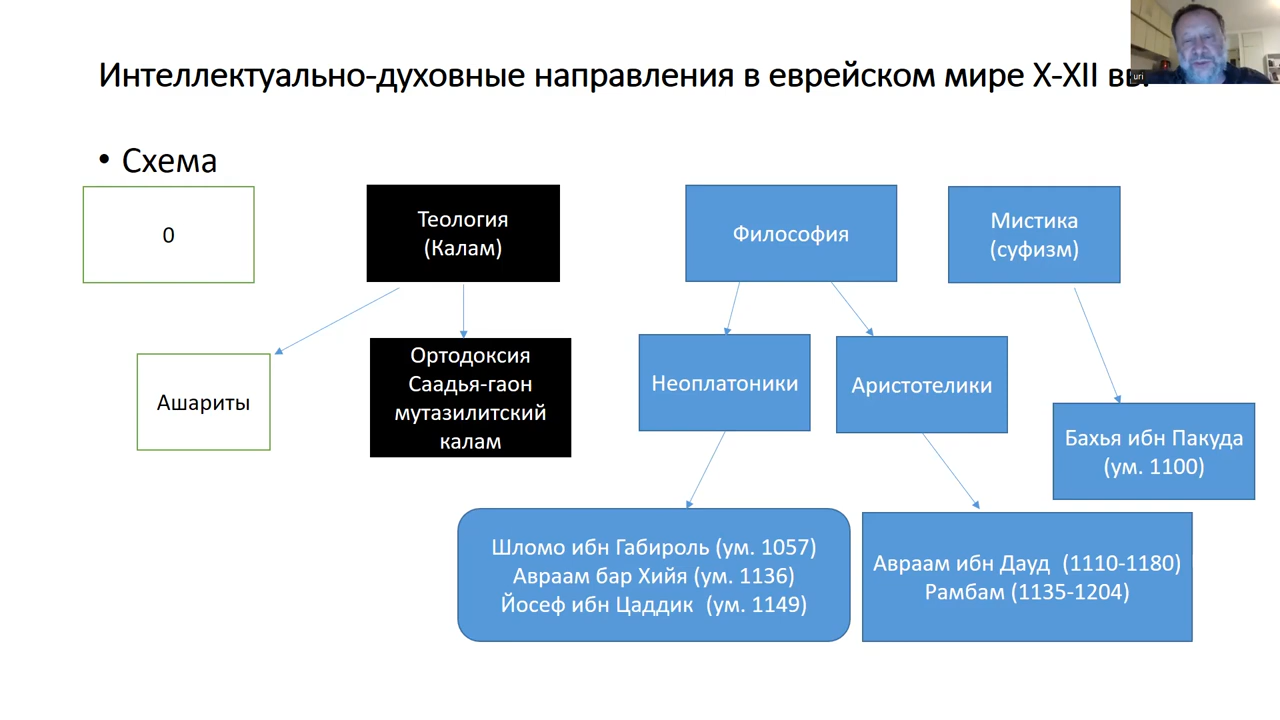 Интеллектуально-духовные направления в еврейском мире X-XII вв.
uri
• Схема
0
Теология
(Калам)
Философия
Мистика
(суфизм)
Ашариты
Ортодоксия
Саадья-гаон
мутазилитский
калам
Неоплатоники
Аристотелики
Бахья ибн Пакуда
(ум. 1100)
Шломо ибн Габироль (ум. 1057)
Авраам бар Хийя (ум. 1136)
Йосеф ибн Цаддик (ум. 1149)
Авраам ибн Дауд (1110-1180)
Рамбам (1135-1204)